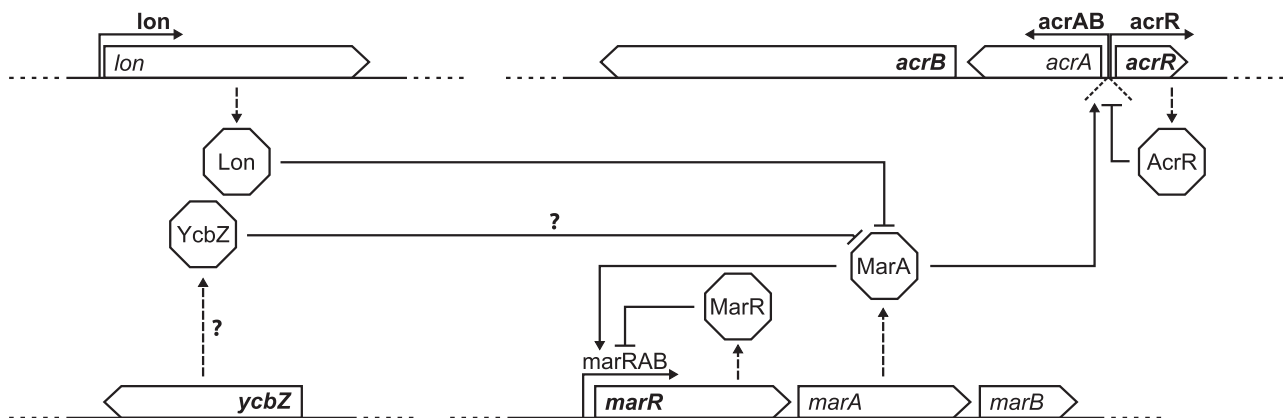 lon acrAB acrR
lon acrB acrA acrR
Lon AcrR
YcbZ ? MarA
MarR
?
marRAB
ycbZ marR marA marB